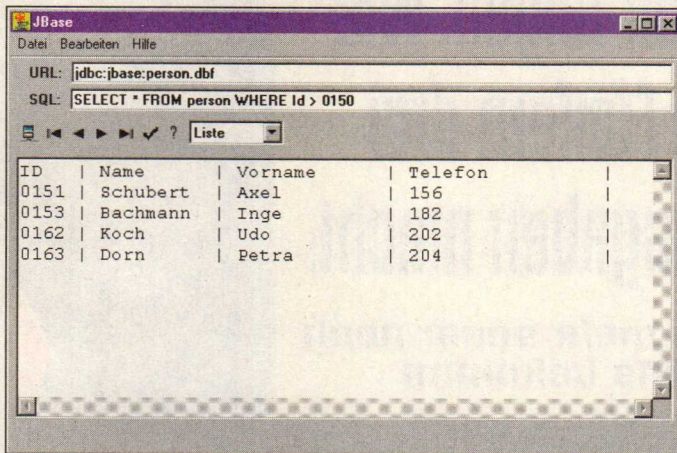 JBase
Datei Bearbeiten Hilfe
URL: jdbc:jbase:person.dbf
SQL: SELECT * FROM person WHERE Id > 0150
? Liste
ID | Name | Vorname | Telefon |
0151 | Schubert | Axel | 156 |
0153 | Bachmann | Inge | 182 |
0162 | Koch | Udo | 202 |
0163 | Dorn | Petra | 204 |